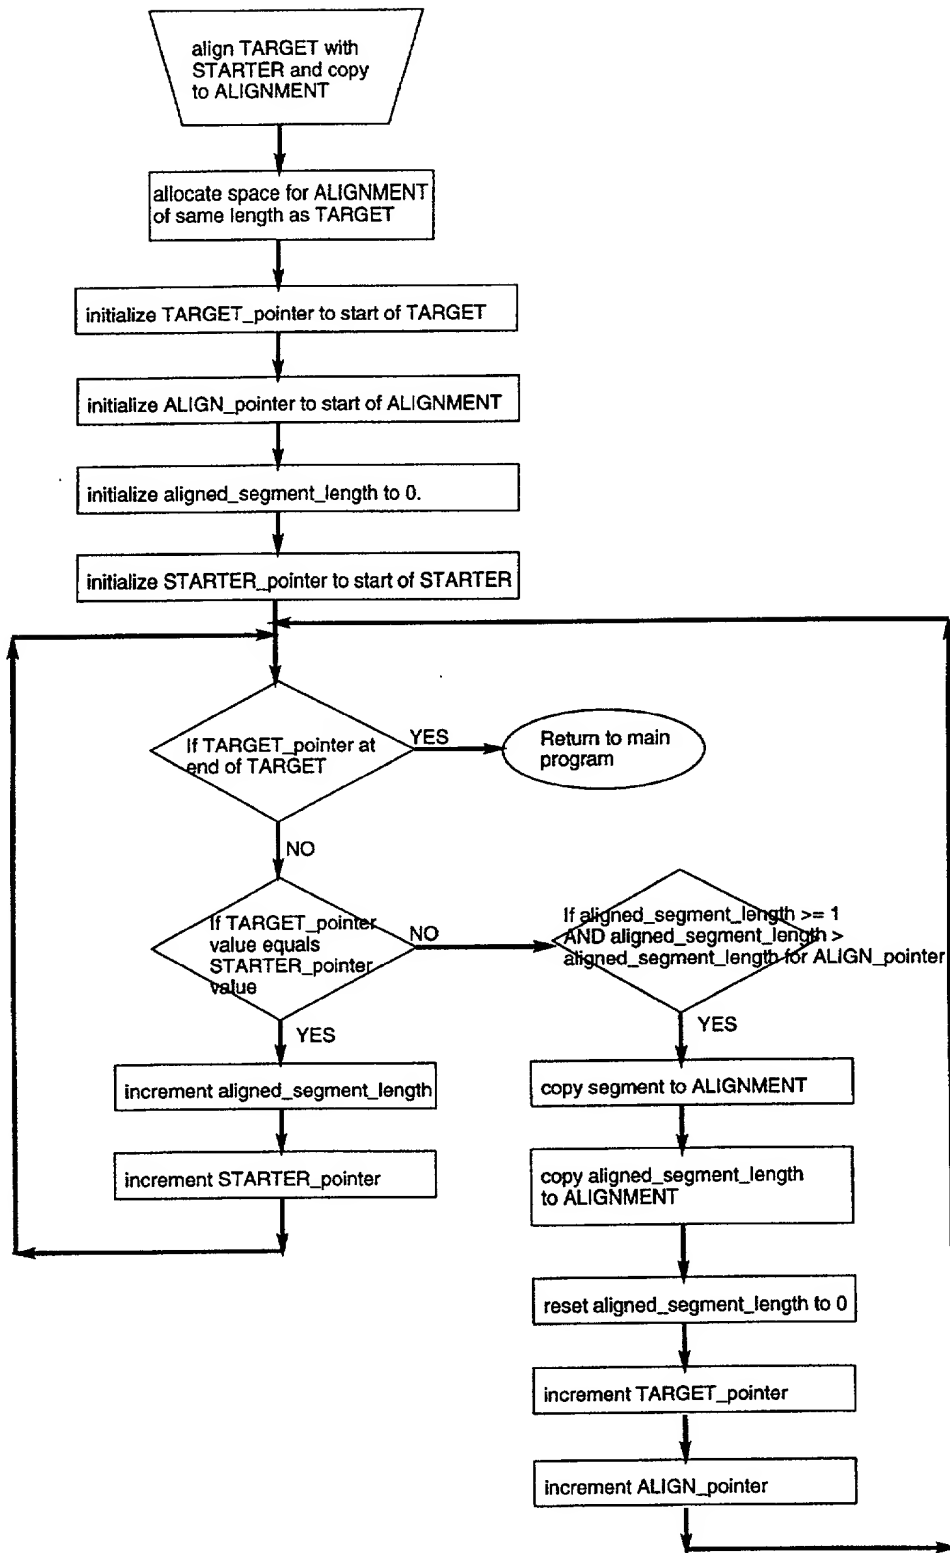 align TARGET with
STARTER and copy
to ALIGNMENT
allocate space for ALIGNMENT
of same length as TARGET
initialize TARGET_pointer to start of TARGET
initialize ALIGN_pointer to start of ALIGNMENT
initialize aligned_segment_length to 0.
initialize STARTER_pointer to start of STARTER
If TARGET_pointer at
end of TARGET
YES
Return to main
program
NO
If TARGET_pointer
value equals
STARTER_pointer
value
NO
If aligned_segment_length >= 1
AND aligned_segment_length >
aligned_segment_length for ALIGN_pointer
YES
increment aligned_segment_length
increment STARTER_pointer
YES
copy segment to ALIGNMENT
copy aligned_segment_length
to ALIGNMENT
reset aligned_segment_length to 0
increment TARGET_pointer
increment ALIGN_pointer